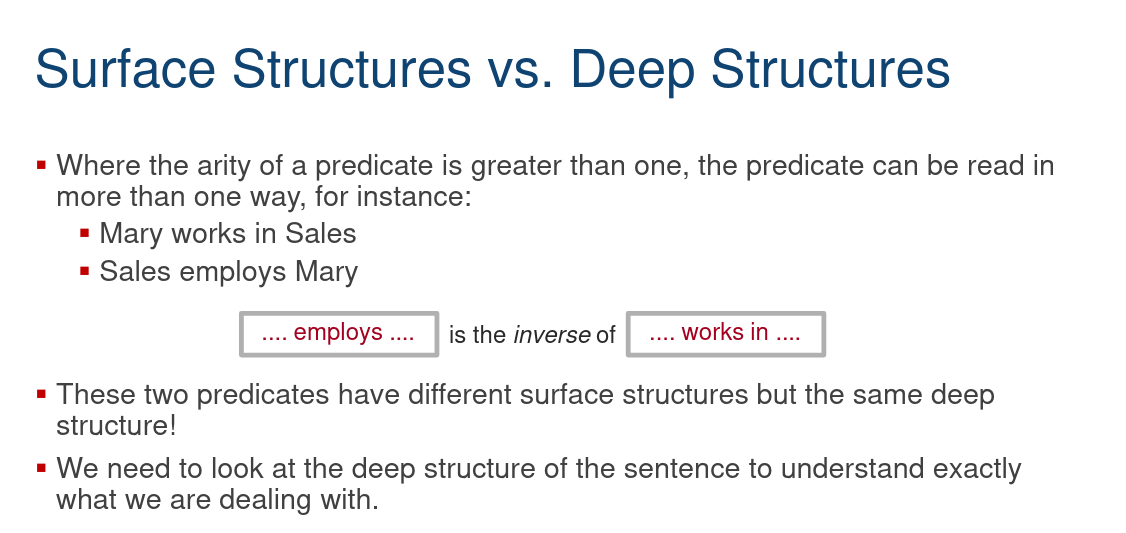 Surface Structures vs. Deep Structures
▪ Where the arity of a predicate is greater than one, the predicate can be read in
more than one way, for instance:
▪ Mary works in Sales
▪ Sales employs Mary
.... employs .... is the inverse of .... works in ....
▪ These two predicates have different surface structures but the same deep
structure!
▪ We need to look at the deep structure of the sentence to understand exactly
what we are dealing with.